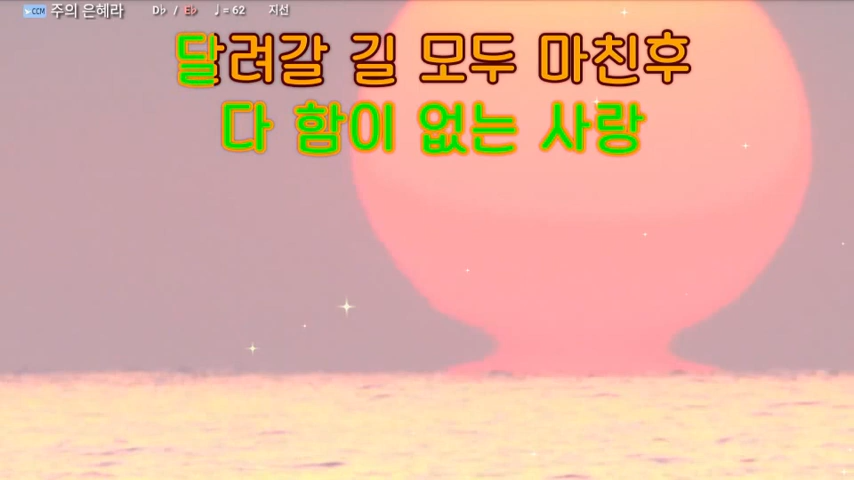 CCM 주의 은혜라 D♭ / E♭ ♩= 62 지선
달려갈 길 모두 마친후
다 함이 없는 사랑